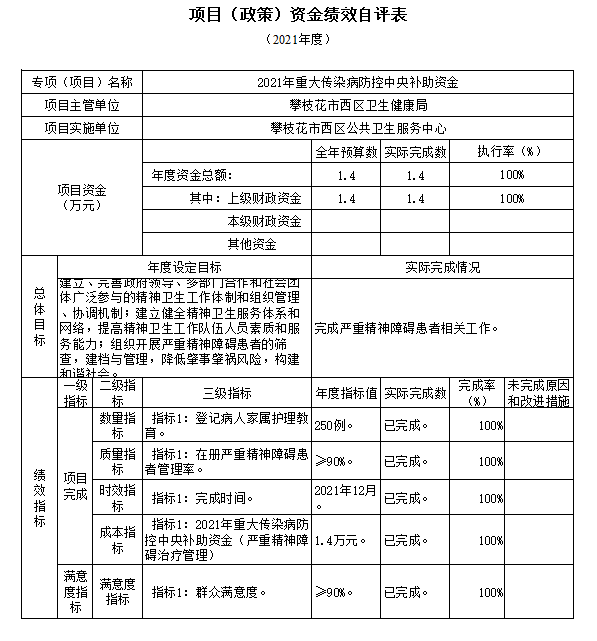 项目（政策）资金绩效自评表
（2021年度）
专项（项目）名称 2021年重大传染病防控中央补助资金
项目主管单位 攀枝花市西区卫生健康局
项目实施单位 攀枝花市西区公共卫生服务中心
项目资金
（万元）
全年预算数 实际完成数 执行率（%）
年度资金总额： 1.4 1.4 100%
其中：上级财政资金 1.4 1.4 100%
本级财政资金
其他资金
总体目标
年度设定目标 实际完成情况
建立、完善政府领导、多部门合作和社会团
体广泛参与的精神卫生工作体制和组织管理
、协调机制；建立健全精神卫生服务体系和
网络，提高精神卫生工作队伍人员素质和服
务能力；组织开展严重精神障碍患者的筛
查，建档与管理，降低肇事肇祸风险，构建
和谐社会。
完成严重精神障碍患者相关工作。
绩效指标
一级
指标
二级指
标
三级指标 年度指标值 实际完成数
完成率
（%）
未完成原因
和改进措施
项目
完成
数量指
标
指标1：登记病人家属护理教
育。
250例。 已完成。 100%
质量指
标
指标1：在册严重精神障碍患
者管理率。
≥90%。 已完成。 100%
时效指
标
指标1：完成时间。
2021年12月
。
已完成。 100%
成本指
标
指标1：2021年重大传染病防
控中央补助资金（严重精神障
碍治疗管理）
1.4万元。 已完成。 100%
满意
度指
标
满意度
指标
指标1：群众满意度。 ≥90%。 已完成。 100%